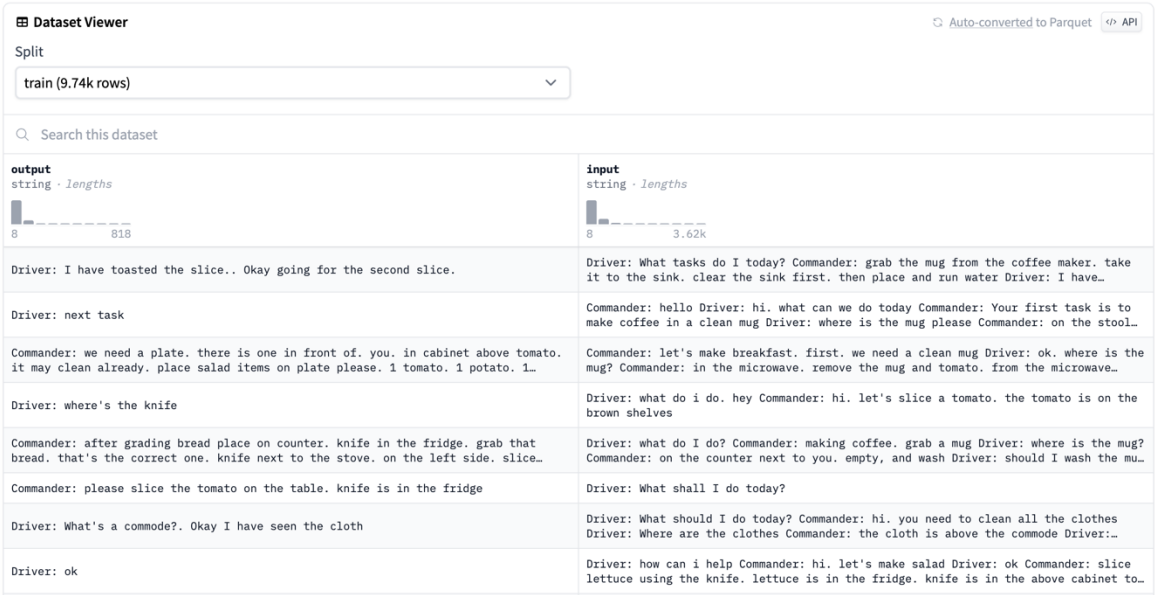 Dataset Viewer
Auto-converted to Parquet
</> API
Split
train (9.74k rows)
Search this dataset
output
string · lengths
8
818
input
string · lengths
8
3.62k
Driver: I have toasted the slice.. Okay going for the second slice.
Driver: What tasks do I today? Commander: grab the mug from the coffee maker. take
it to the sink. clear the sink first. then place and run water Driver: I have…
Driver: next task
Commander: hello Driver: hi. what can we do today Commander: Your first task is to
make coffee in a clean mug Driver: where is the mug please Commander: on the stool…
Commander: we need a plate. there is one in front of. you. in cabinet above tomato.
it may clean already. place salad items on plate please. 1 tomato. 1 potato. 1…
Commander: let's make breakfast. first. we need a clean mug Driver: ok. where is the
mug? Commander: in the microwave. remove the mug and tomato. from the microwave…
Driver: where's the knife
Driver: what do i do. hey Commander: hi. let's slice a tomato. the tomato is on the
brown shelves
Commander: after grading bread place on counter. knife in the fridge. grab that
bread. that's the correct one. knife next to the stove. on the left side. slice…
Driver: what do I do? Commander: making coffee. grab a mug Driver: where is the mug?
Commander: on the counter next to you. empty, and wash Driver: should I wash the mu…
Commander: please slice the tomato on the table. knife is in the fridge
Driver: What shall I do today?
Driver: What's a commode?. Okay I have seen the cloth
Driver: What should I do today? Commander: hi. you need to clean all the clothes
Driver: Where are the clothes Commander: the cloth is above the commode Driver:…
Driver: ok
Driver: how can i help Commander: hi. let's make salad Driver: ok Commander: slice
lettuce using the knife. lettuce is in the fridge. knife is in the above cabinet to…